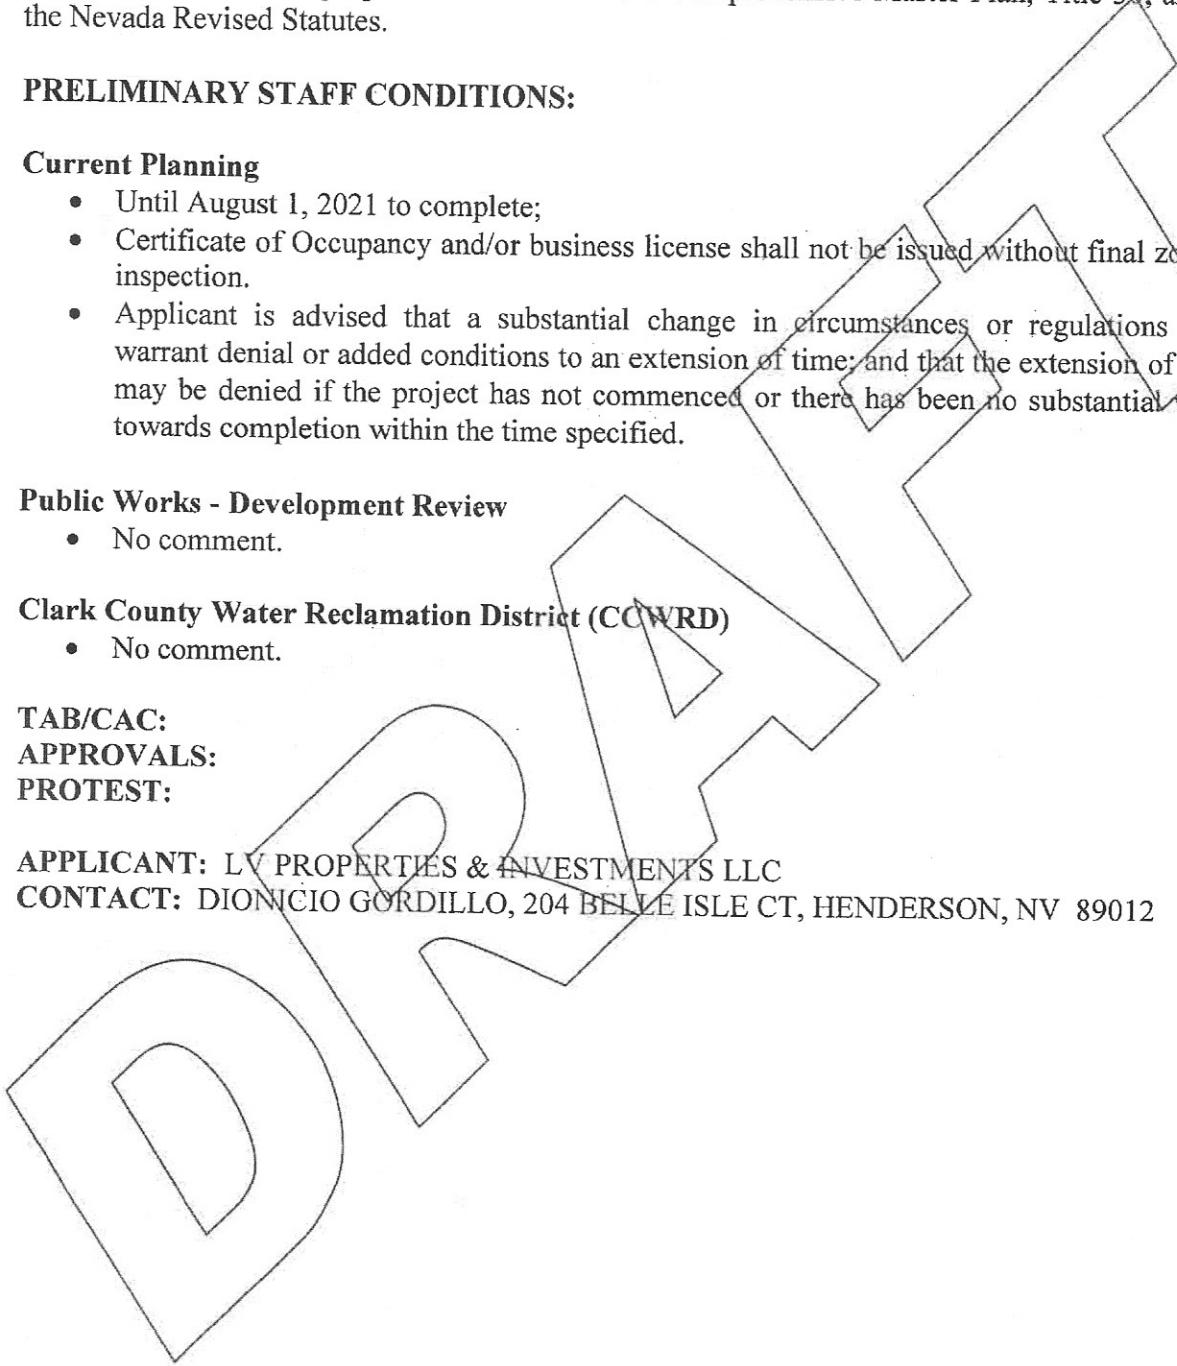 the Nevada Revised Statutes.
PRELIMINARY STAFF CONDITIONS:
Current Planning
• Until August 1, 2021 to complete;
• Certificate of Occupancy and/or business license shall not be issued without final
inspection.
• Applicant is advised that a substantial change in circumstances or regulations
warrant denial or added conditions to an extension of time; and that the extension of
may be denied if the project has not commenced or there has been no substantial
towards completion within the time specified.
Public Works - Development Review
• No comment.
Clark County Water Reclamation District (CCWRD)
• No comment.
TAB/CAC:
APPROVALS:
PROTEST:
APPLICANT: LV PROPERTIES & INVESTMENTS LLC
CONTACT: DIONICIO GORDILLO, 204 BELLE ISLE CT, HENDERSON, NV 89012
DRAFT